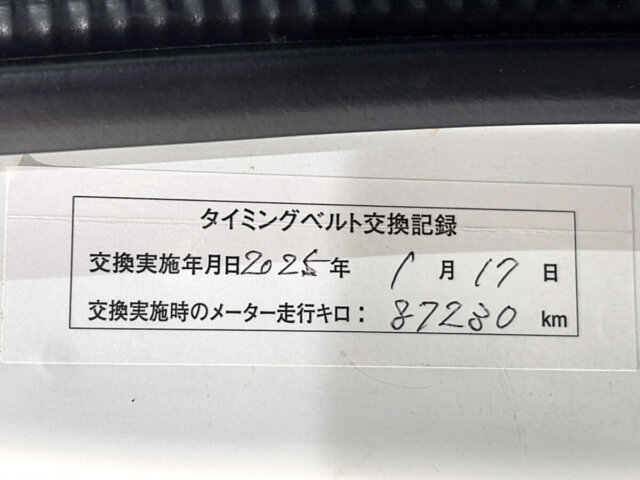 タイミングベルト交換記録
交換実施年月日2025年 1月17日
交換実施時のメーター走行キロ：87230 km